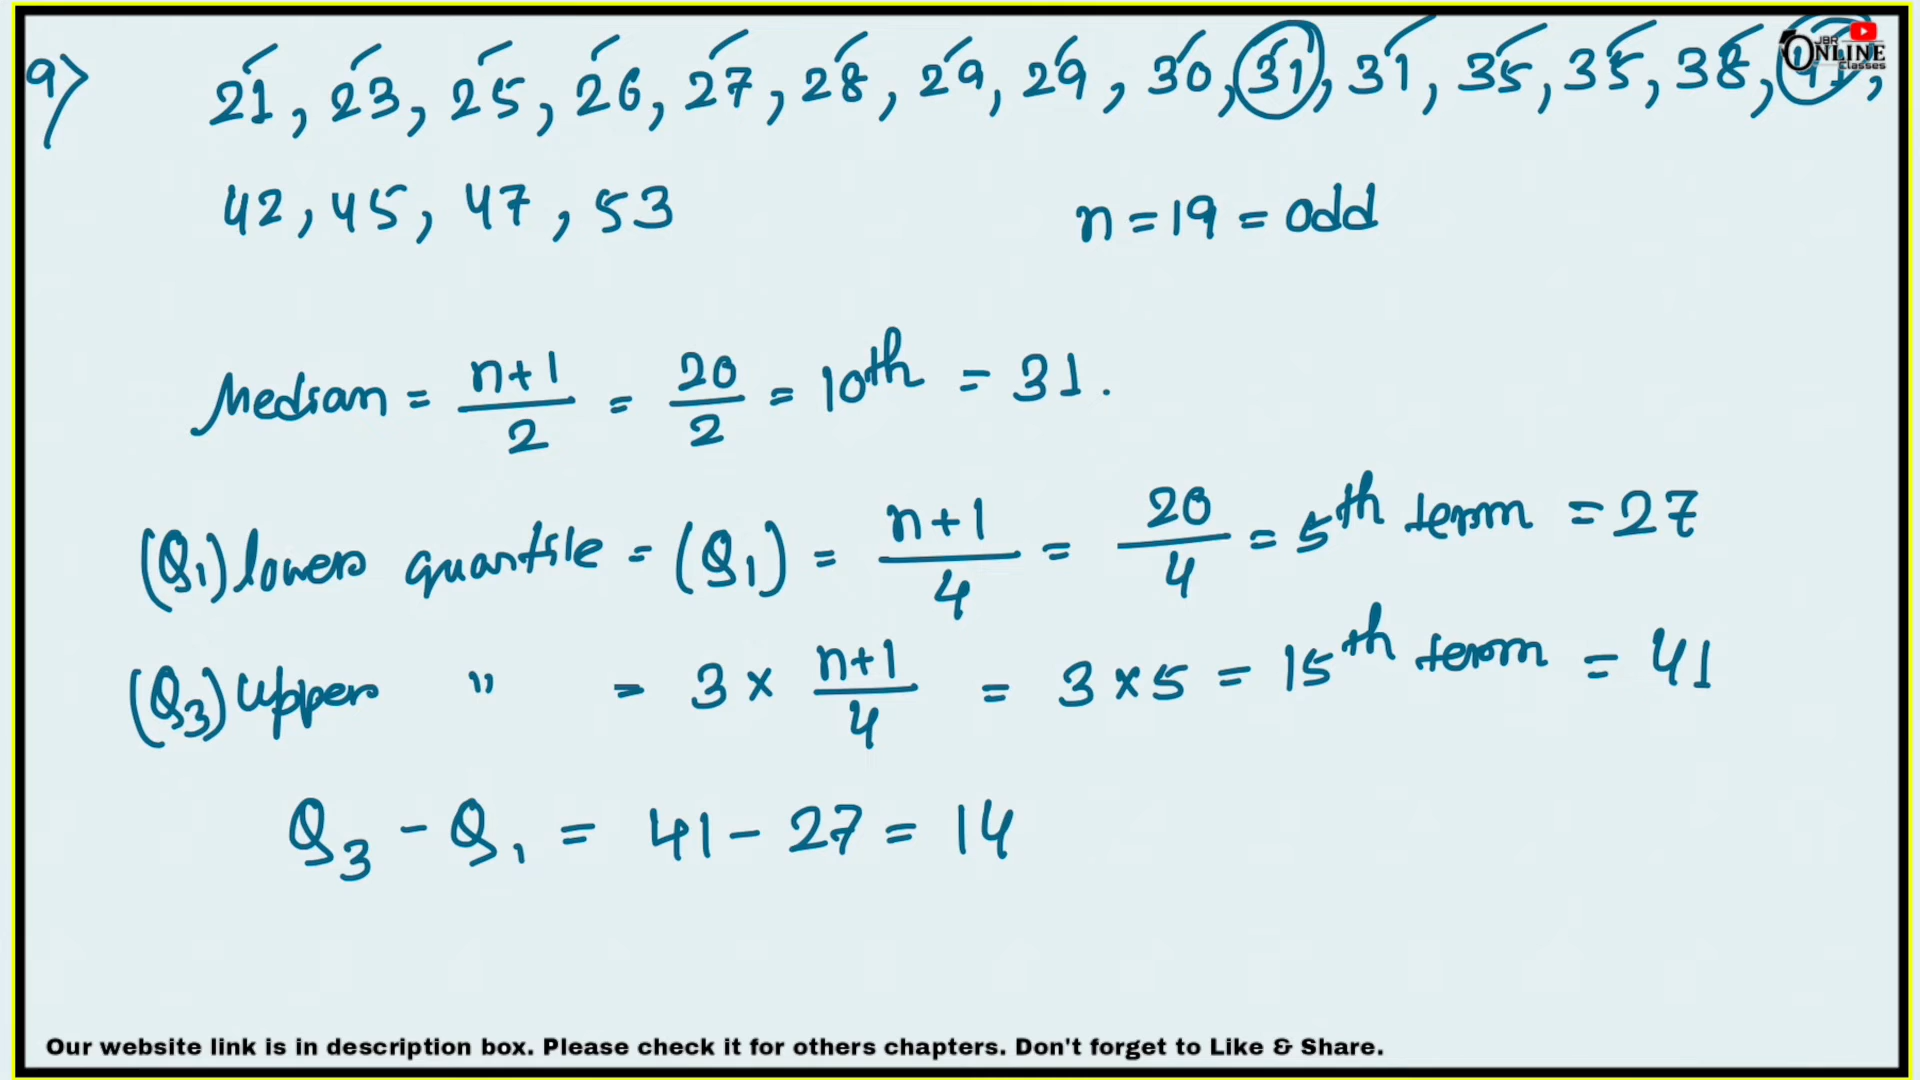 9) 21, 23, 25, 26, 27, 28, 29, 29, 30, 31, 31, 35, 35, 38, 41,
JBR ONLINE Classes
42, 45, 47, 53 n = 19 = odd
Median = n+1/2 = 20/2 = 10th = 31.
(Q1) lower quartile = (Q1) = n+1/4 = 20/4 = 5th term = 27
(Q3) upper " = 3 × n+1/4 = 3 × 5 = 15th term = 41
Q3 - Q1 = 41 - 27 = 14
Our website link is in description box. Please check it for others chapters. Don't forget to Like & Share.